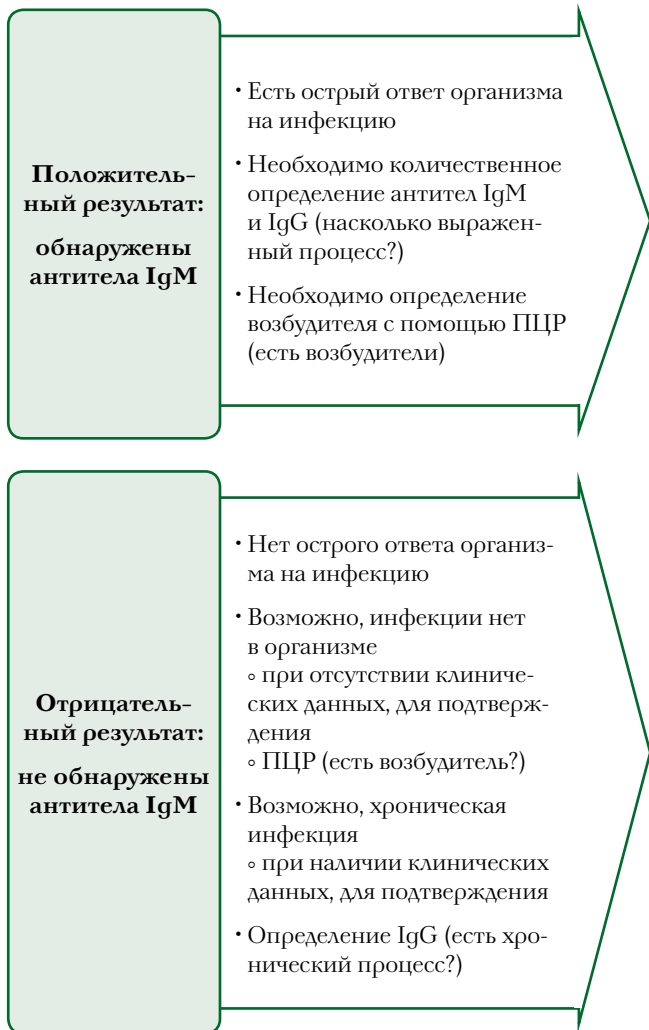 Положитель-
ный результат:
обнаружены
антитела IgM
• Есть острый ответ организма
на инфекцию
• Необходимо количественное
определение антител IgM
и IgG (насколько выражен-
ный процесс?)
• Необходимо определение
возбудителя с помощью ПЦР
(есть возбудители)
Отрицатель-
ный результат:
не обнаружены
антитела IgM
• Нет острого ответа организ-
ма на инфекцию
• Возможно, инфекции нет
в организме
◦ при отсутствии клиниче-
ских данных, для подтверж-
дения
◦ ПЦР (есть возбудитель?)
• Возможно, хроническая
инфекция
◦ при наличии клинических
данных, для подтверждения
• Определение IgG (есть хро-
нический процесс?)